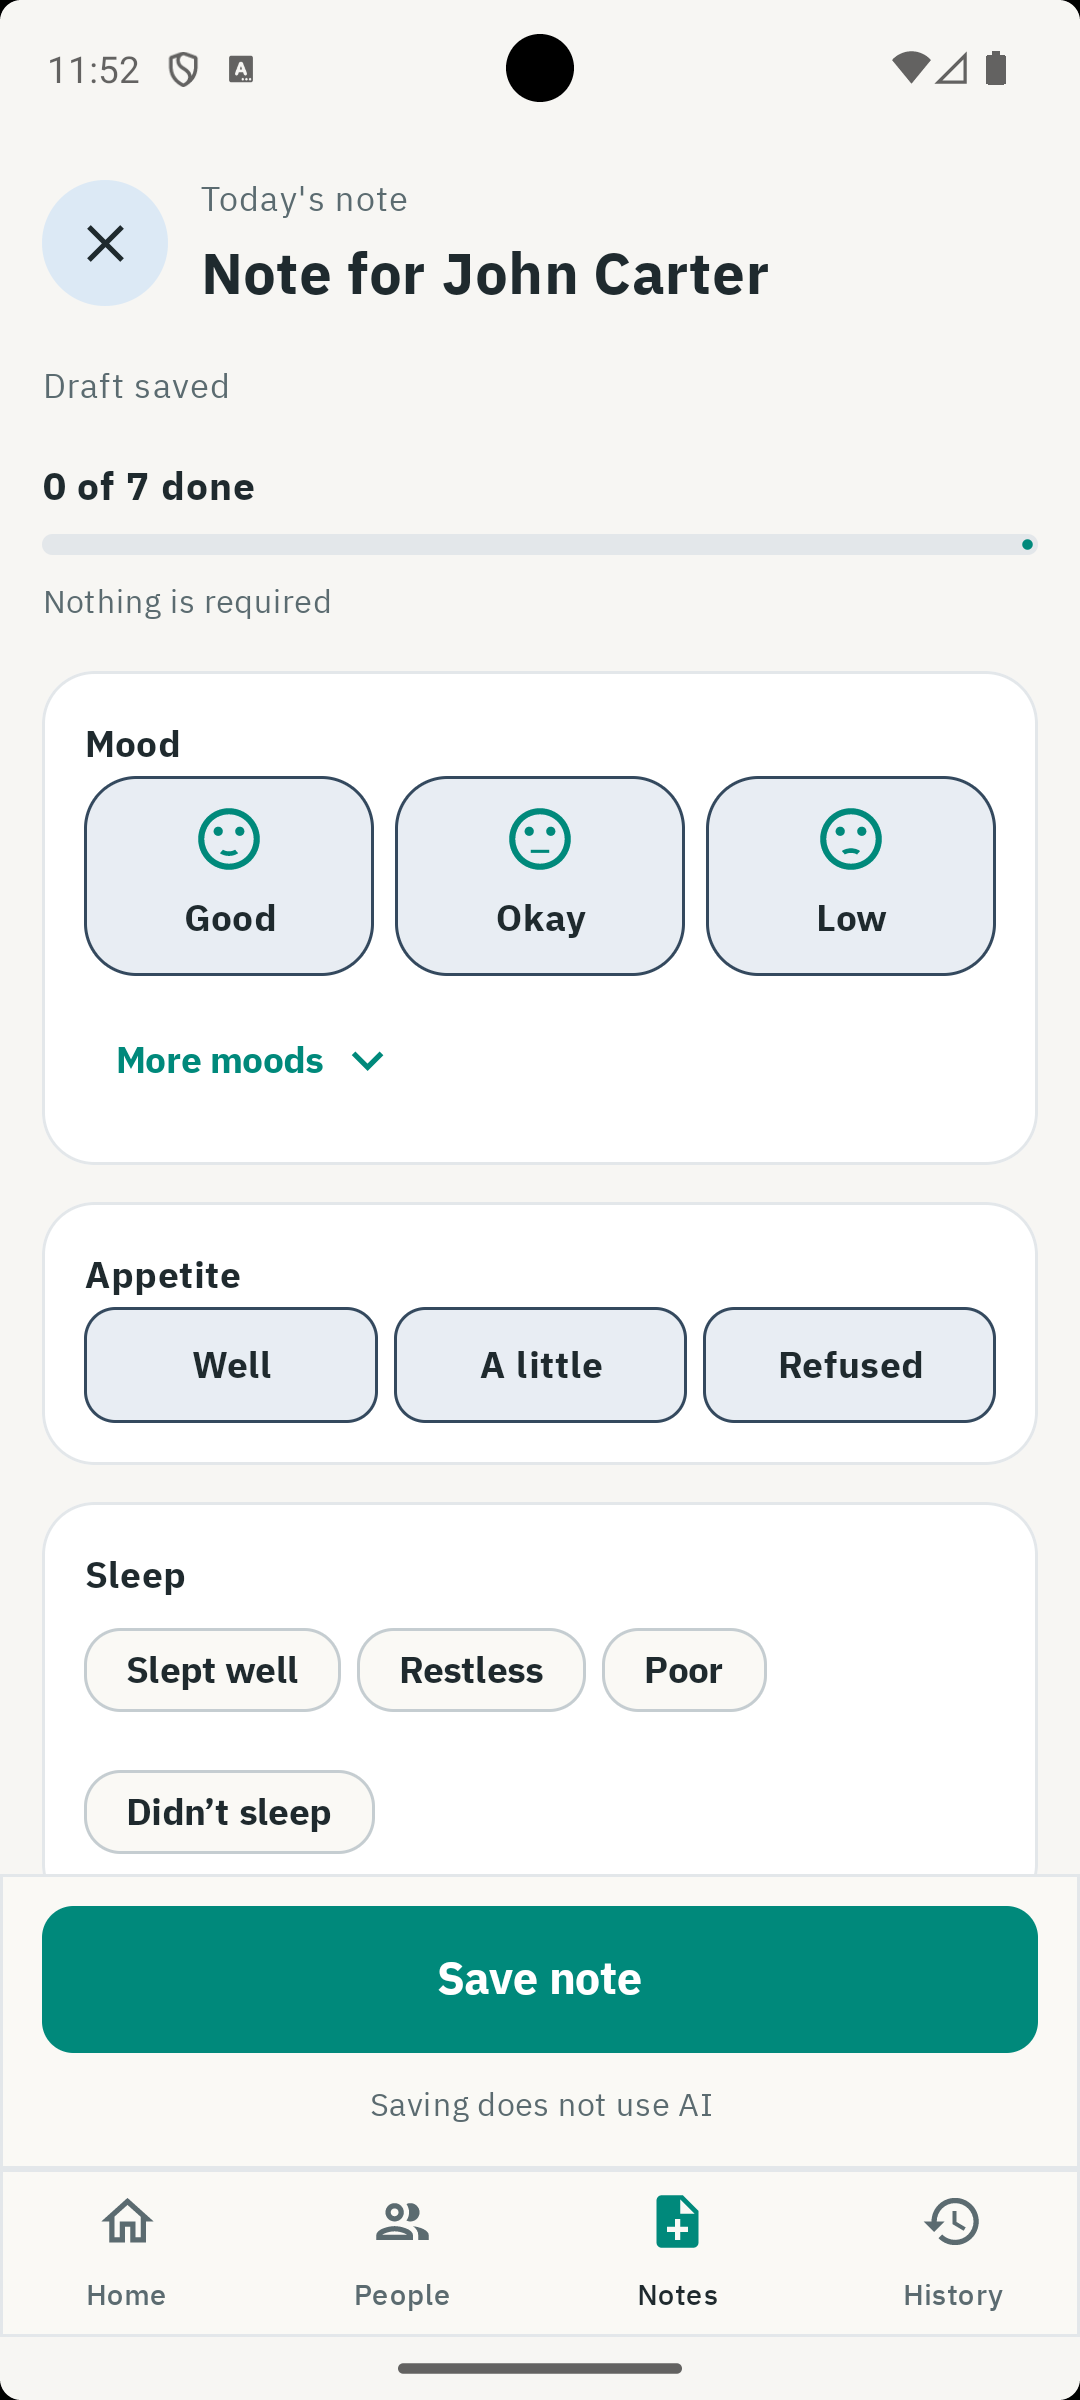 11:52
Today's note
Note for John Carter
Draft saved
0 of 7 done
Nothing is required
Mood
Good Okay Low
More moods
Appetite
Well A little Refused
Sleep
Slept well Restless Poor
Didn’t sleep
Save note
Saving does not use AI
Home People Notes History